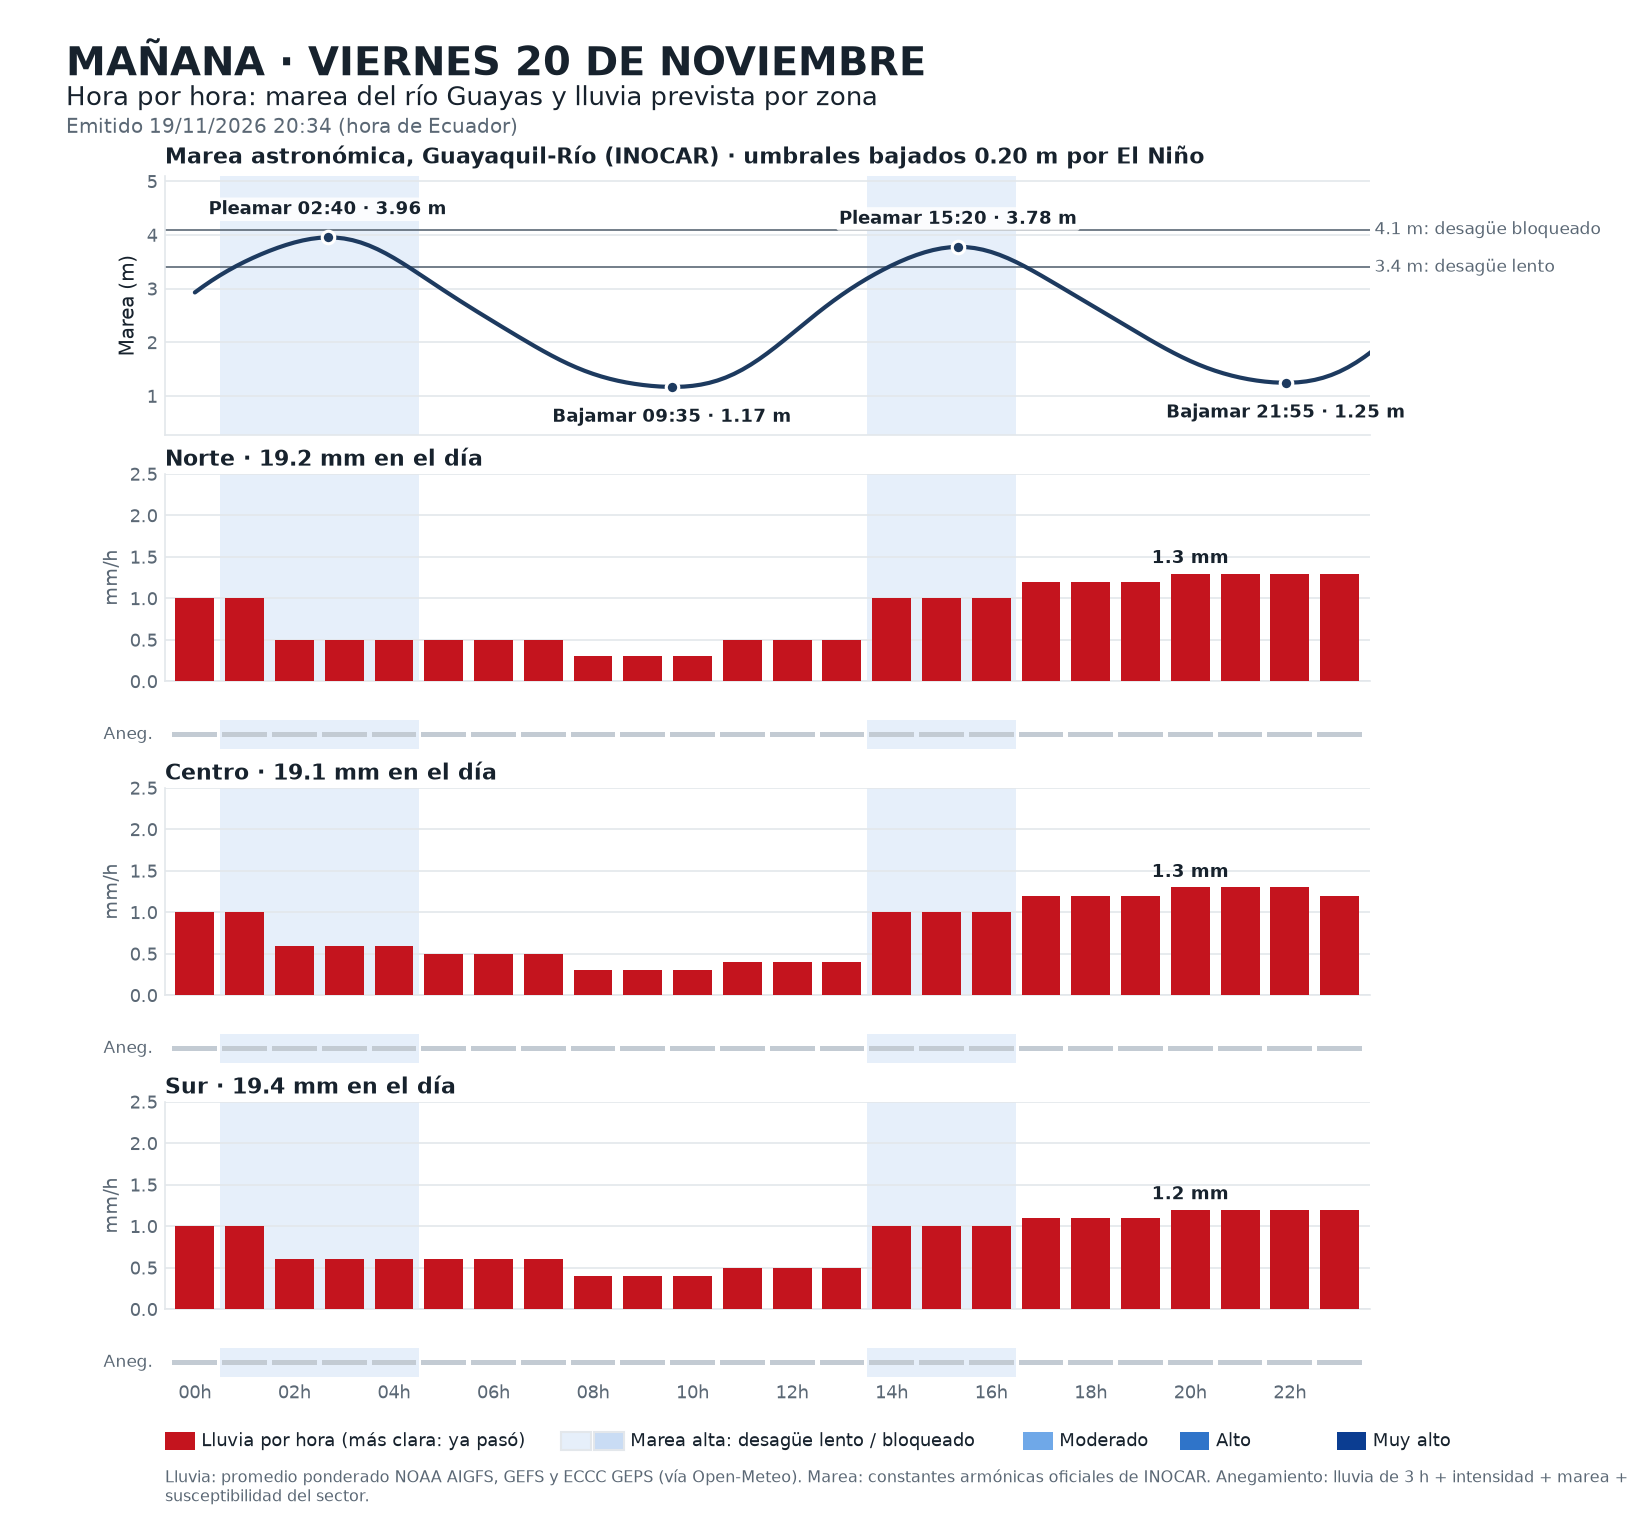 MAÑANA · VIERNES 20 DE NOVIEMBRE
Hora por hora: marea del río Guayas y lluvia prevista por zona
Emitido 19/11/2026 20:34 (hora de Ecuador)
Marea astronómica, Guayaquil-Río (INOCAR) · umbrales bajados 0.20 m por El Niño
Marea (m)
5
4
3
2
1
Pleamar 02:40 · 3.96 m
Pleamar 15:20 · 3.78 m
4.1 m: desagüe bloqueado
3.4 m: desagüe lento
Bajamar 09:35 · 1.17 m
Bajamar 21:55 · 1.25 m
Norte · 19.2 mm en el día
mm/h
2.5
2.0
1.5
1.0
0.5
0.0
1.3 mm
Aneg.
Centro · 19.1 mm en el día
mm/h
2.5
2.0
1.5
1.0
0.5
0.0
1.3 mm
Aneg.
Sur · 19.4 mm en el día
mm/h
2.5
2.0
1.5
1.0
0.5
0.0
1.2 mm
Aneg.
00h 02h 04h 06h 08h 10h 12h 14h 16h 18h 20h 22h
Lluvia por hora (más clara: ya pasó) Marea alta: desagüe lento / bloqueado Moderado Alto Muy alto
Lluvia: promedio ponderado NOAA AIGFS, GEFS y ECCC GEPS (vía Open-Meteo). Marea: constantes armónicas oficiales de INOCAR. Anegamiento: lluvia de 3 h + intensidad + marea +
susceptibilidad del sector.